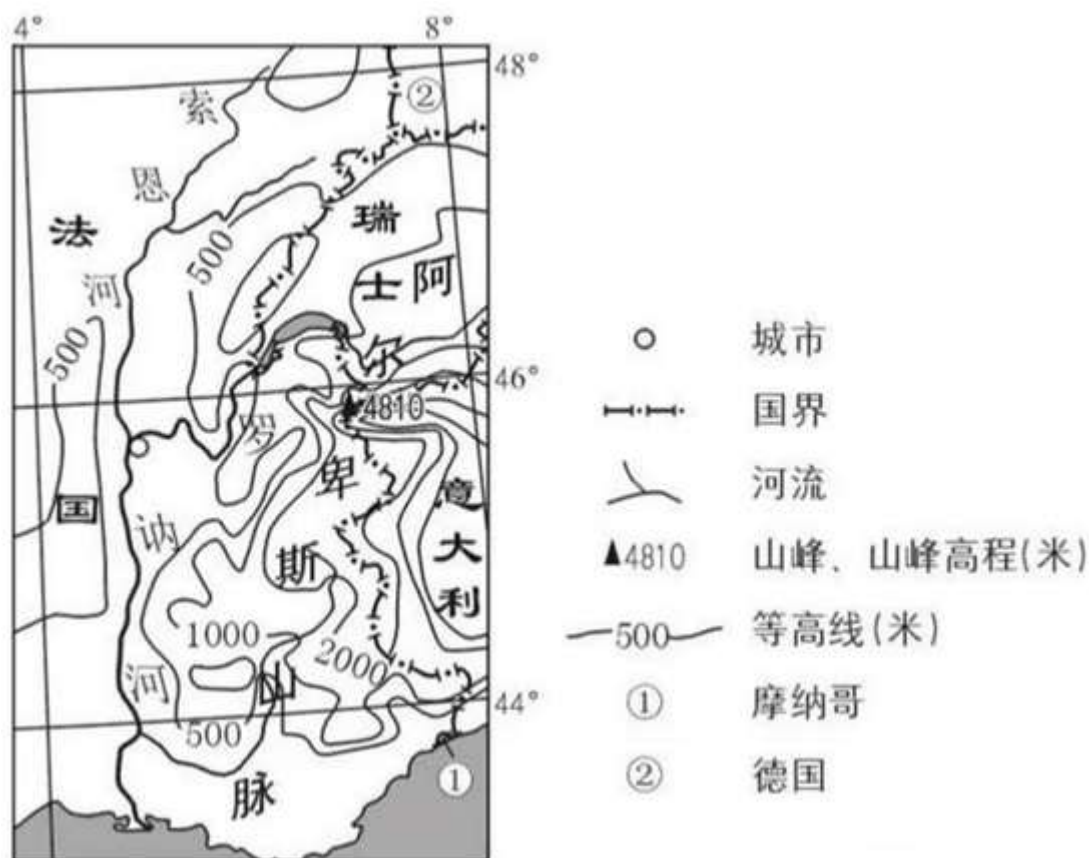 4°
8°
48°
②
索
恩
河
法
国
500
瑞
士
阿
尔
卑
斯
山
脉
500
46°
4810
罗
讷
河
意
大
利
1000
2000
500
44°
①
城市
国界
河流
▲4810 山峰、山峰高程(米)
500 等高线(米)
① 摩纳哥
② 德国